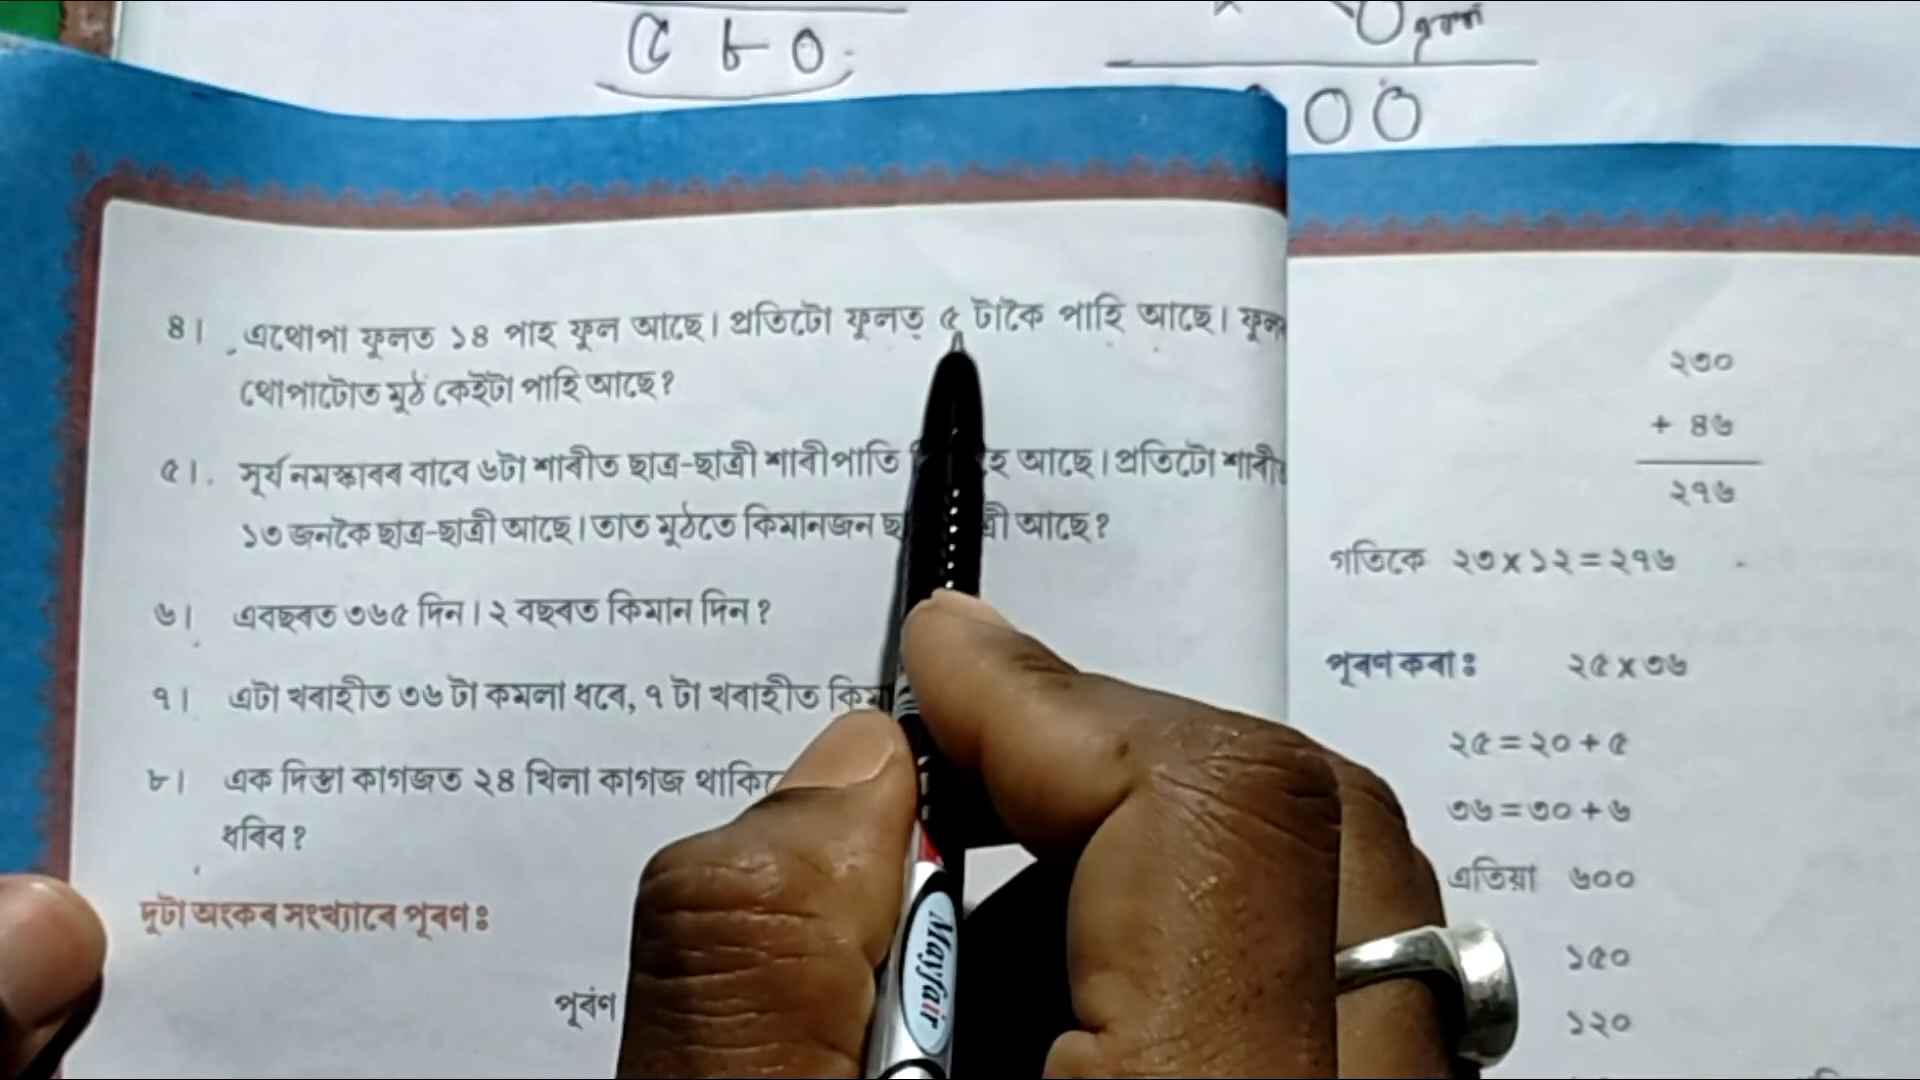 ৫৮০
০০
৪। এথোপা ফুলত ১৪ পাহ ফুল আছে। প্ৰতিটো ফুলত ৫ টাকৈ পাহি আছে।
থোপাটোত মুঠ কেইটা পাহি আছে?
৫। সূৰ্য নমস্কাৰৰ বাবে ৬টা শাৰীত ছাত্ৰ-ছাত্ৰী শাৰীপাতি আছে। প্ৰতিটো শাৰীত
১৩ জনকৈ ছাত্ৰ-ছাত্ৰী আছে। তাত মুঠতে কিমানজন আছে?
৬। এবছৰত ৩৬৫ দিন। ২ বছৰত কিমান দিন?
৭। এটা খৰাহীত ৩৬ টা কমলা ধৰে, ৭ টা খৰাহীত
৮। এক দিস্তা কাগজত ২৪ খিলা কাগজ
ধৰিব?
দুটা অংকৰ সংখ্যাৰে পূৰণ ঃ
পূৰণ
২৩০
+ ৪৬
২৭৬
গতিকে ২৩ x ১২ = ২৭৬
পূৰণ কৰা ঃ ২৫ x ৩৬
২৫ = ২০ + ৫
৩৬ = ৩০ + ৬
এতিয়া ৬০০
১৫০
১২০
Mayfair